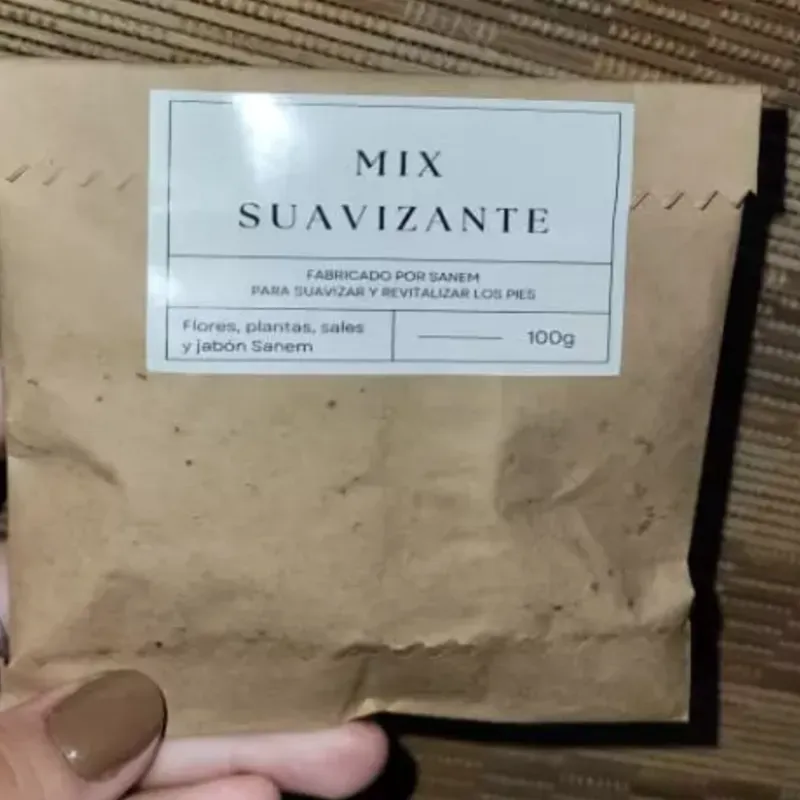 MIX
SUAVIZANTE
FABRICADO POR SANEM
PARA SUAVIZAR Y REVITALIZAR LOS PIES
Flores, plantas, sales
y jabón Sanem
100g